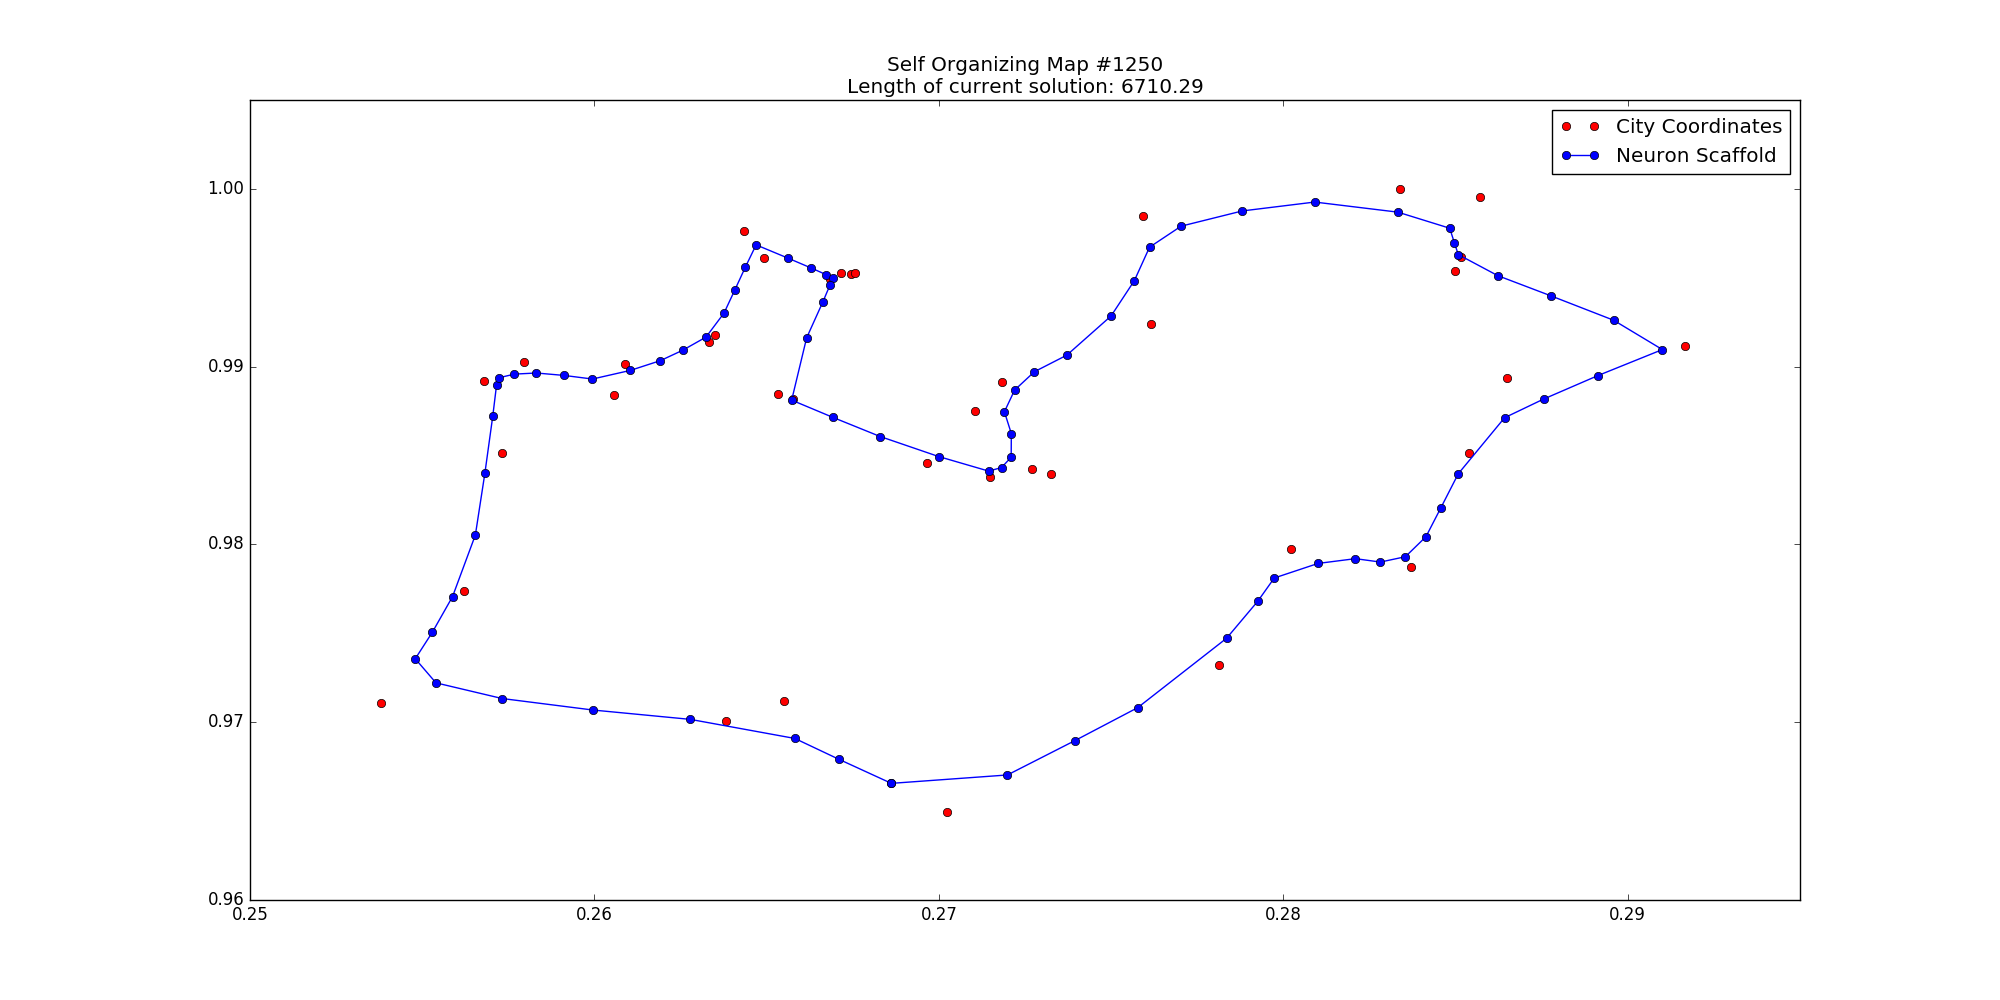 Self Organizing Map #1250
Length of current solution: 6710.29
City Coordinates
Neuron Scaffold
1.00
0.99
0.98
0.97
0.96
0.25 0.26 0.27 0.28 0.29